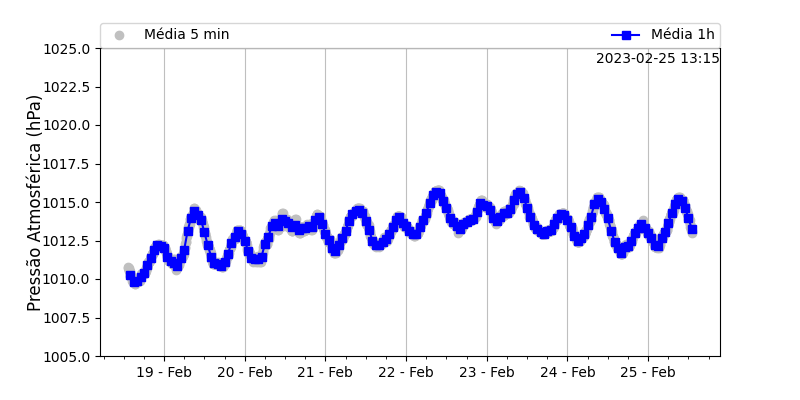 Média 5 min
Média 1h
2023-02-25 13:15
Pressão Atmosférica (hPa)
1025.0
1022.5
1020.0
1017.5
1015.0
1012.5
1010.0
1007.5
1005.0
19 - Feb
20 - Feb
21 - Feb
22 - Feb
23 - Feb
24 - Feb
25 - Feb